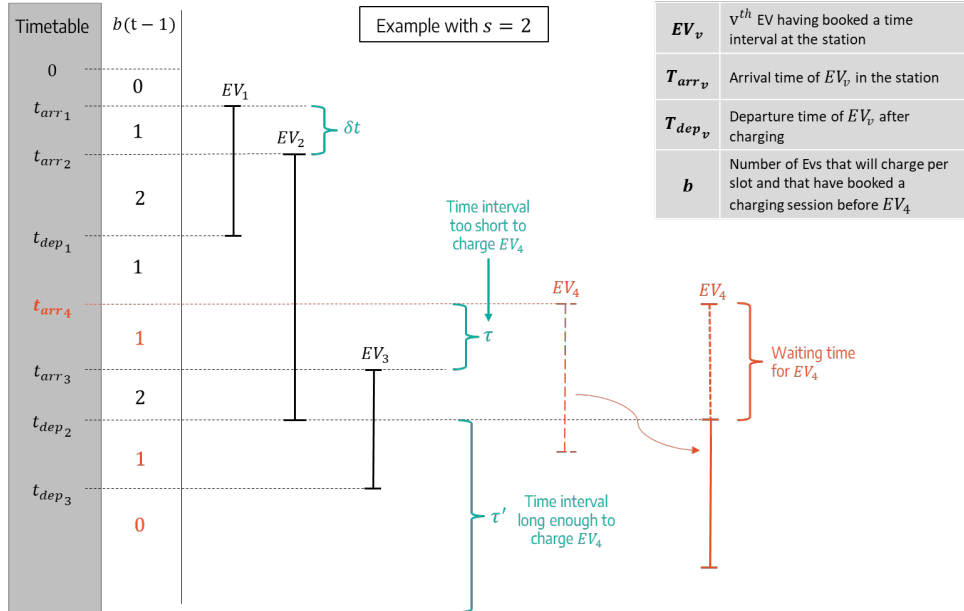 Timetable
b(t − 1)
Example with s = 2
EV_v
v^th EV having booked a time
interval at the station
T_arr_v
Arrival time of EV_v in the station
T_dep_v
Departure time of EV_v after
charging
b
Number of Evs that will charge per
slot and that have booked a
charging session before EV_4
0
0
EV_1
t_arr_1
1
δt
EV_2
t_arr_2
2
Time interval
too short to
charge EV_4
t_dep_1
1
EV_4
EV_4
t_arr_4
1
τ
EV_3
Waiting time
for EV_4
t_arr_3
2
t_dep_2
1
t_dep_3
0
τ′
Time interval
long enough to
charge EV_4